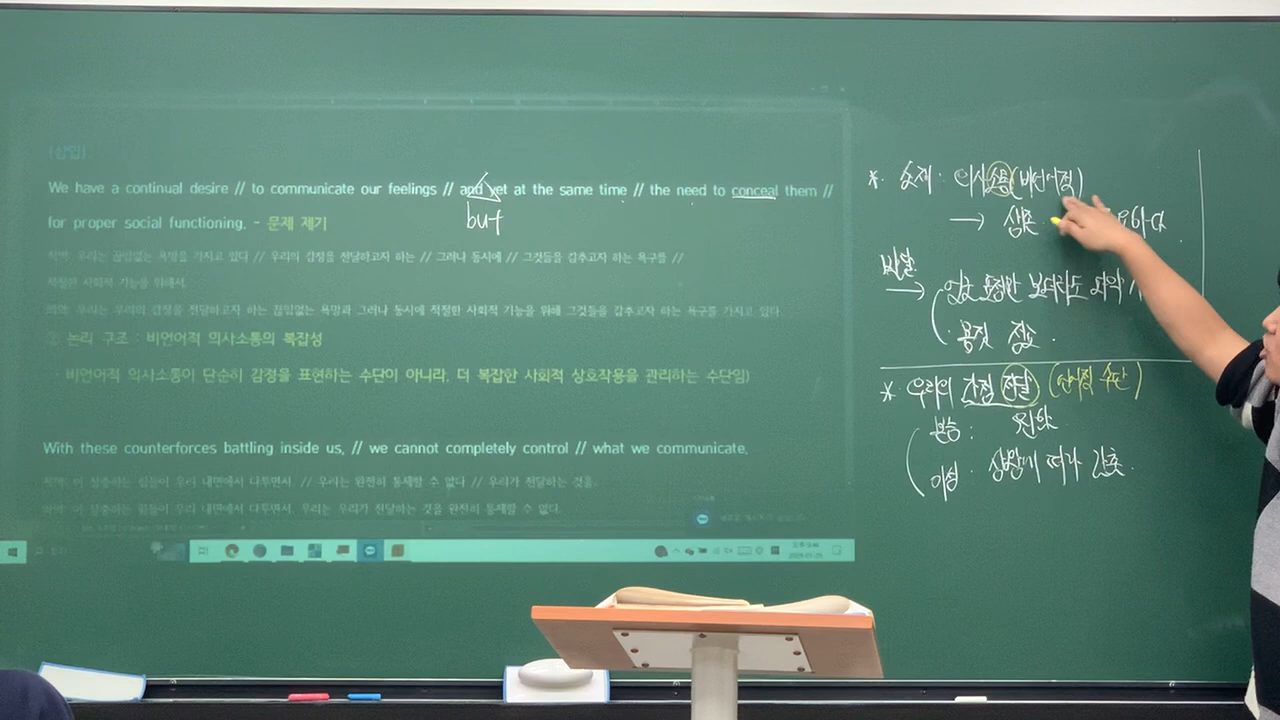 (삽입)
We have a continual desire // to communicate our feelings // and yet at the same time // the need to conceal them //
but
for proper social functioning. - 문제 제기
직역: 우리는 끊임없는 욕망을 가지고 있다 // 우리의 감정을 전달하고자 하는 // 그러나 동시에 // 그것들을 감추고자 하는 욕구를 //
적절한 사회적 기능을 위해서.
의역: 우리는 우리의 감정을 전달하고자 하는 끊임없는 욕망과 그러나 동시에 적절한 사회적 기능을 위해 그것들을 감추고자 하는 욕구를 가지고 있다.
논리 구조 : 비언어적 의사소통의 복잡성
비언어적 의사소통이 단순히 감정을 표현하는 수단이 아니라, 더 복잡한 사회적 상호작용을 관리하는 수단임)
With these counterforces battling inside us, // we cannot completely control // what we communicate.
직역: 이 상충하는 힘들이 우리 내면에서 다투면서, // 우리는 완전히 통제할 수 없다 // 우리가 전달하는 것을.
의역: 이 상충하는 힘들이 우리 내면에서 다투면서, 우리는 우리가 전달하는 것을 완전히 통제할 수 없다.
* 소재: 의사소통(비언어적)
→
→ 표정만 보더라도
몸짓
* 우리의 감정 전달 (언어적 수단)
본능:
이성 상황에 따라 감춤.